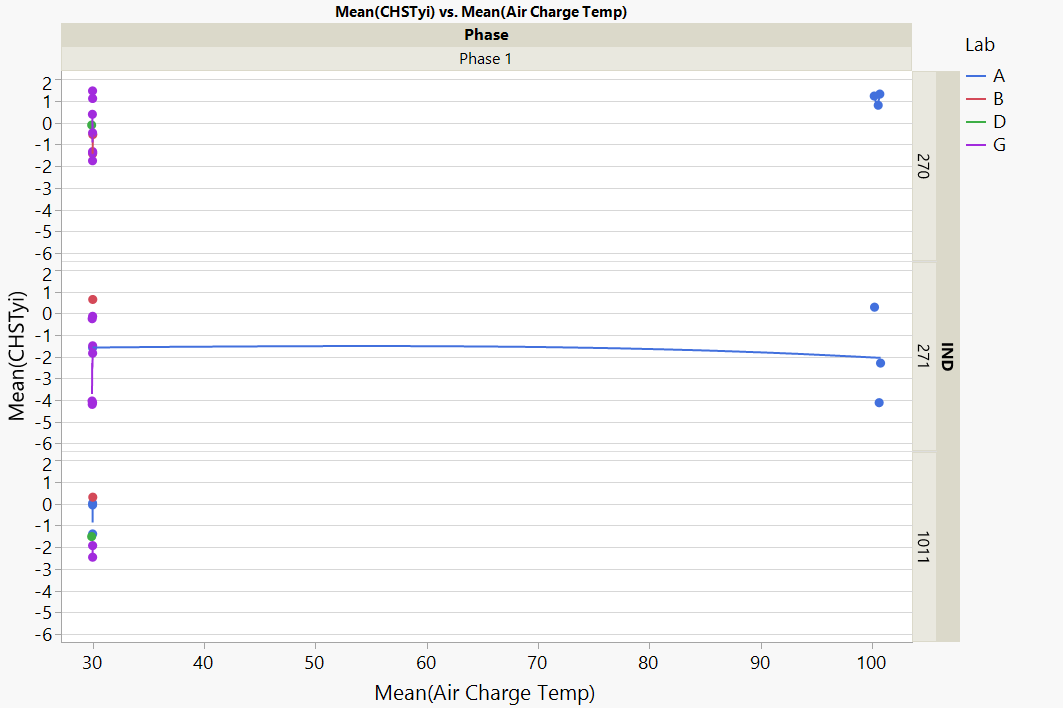 Mean(CHSTyi) vs. Mean(Air Charge Temp)
Phase
Phase 1
Lab
A
B
D
G
Mean(CHSTyi)
2
1
0
-1
-2
-3
-4
-5
-6
270
2
1
0
-1
-2
-3
-4
-5
-6
271
IND
2
1
0
-1
-2
-3
-4
-5
-6
1011
30 40 50 60 70 80 90 100
Mean(Air Charge Temp)